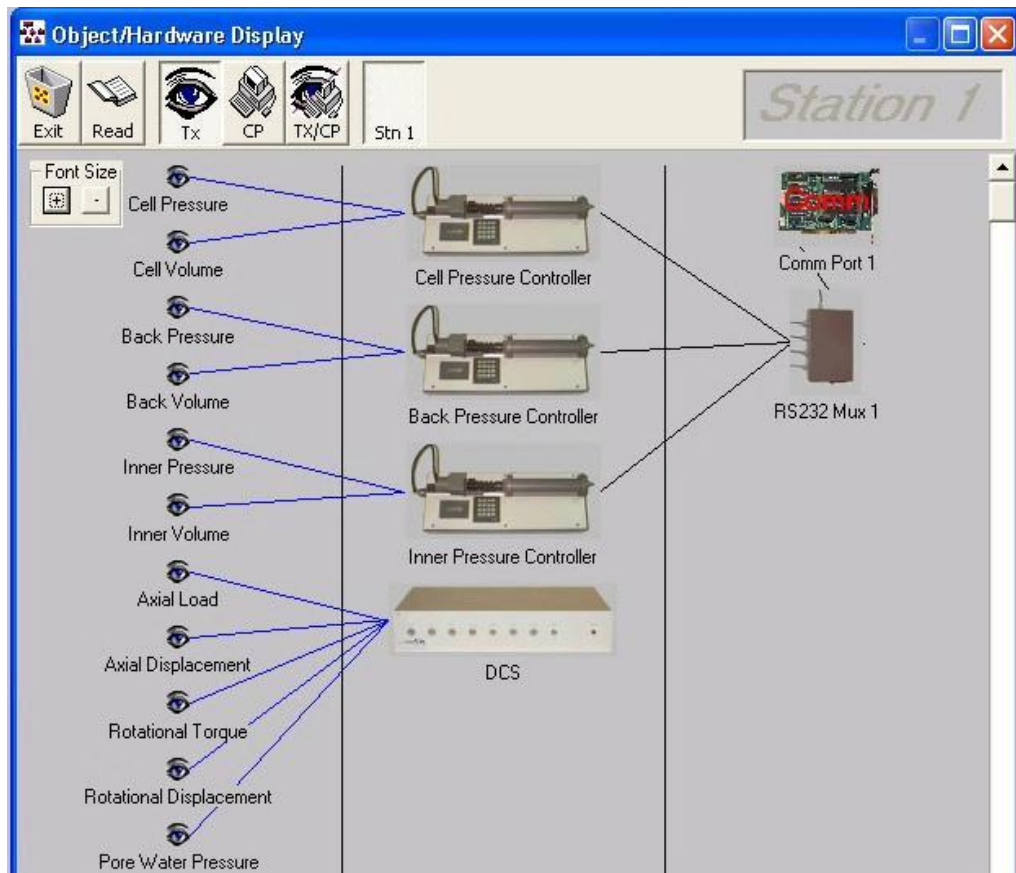 Object/Hardware Display
Exit Read Tx CP TX/CP Stn 1
Station 1
Font Size
+ -
Cell Pressure
Cell Volume
Back Pressure
Back Volume
Inner Pressure
Inner Volume
Axial Load
Axial Displacement
Rotational Torque
Rotational Displacement
Pore Water Pressure
Cell Pressure Controller
Back Pressure Controller
Inner Pressure Controller
DCS
Comm
Comm Port 1
RS232 Mux 1